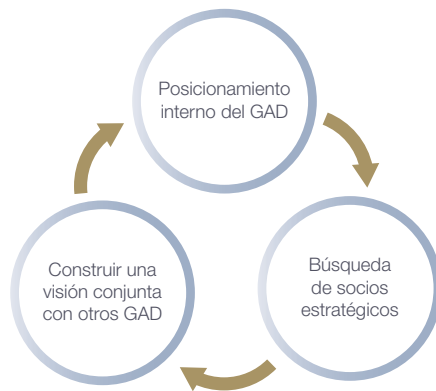 Posicionamiento
interno del GAD
Búsqueda
de socios
estratégicos
Construir una
visión conjunta
con otros GAD